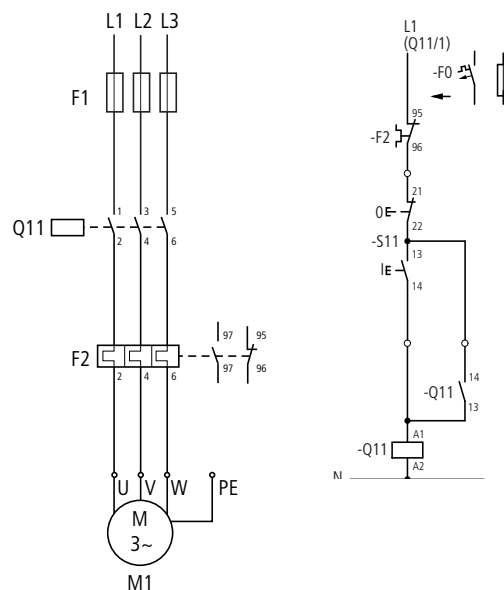 L1 L2 L3
F1
1 3 5
Q11
2 4 6
F2
97 95
97 96
2 4 6
U V W PE
M
3~
M1
L1
(Q11/1)
-F0
95
-F2
96
21
0
22
-S11
13
I
14
14
-Q11
13
A1
-Q11
A2
N